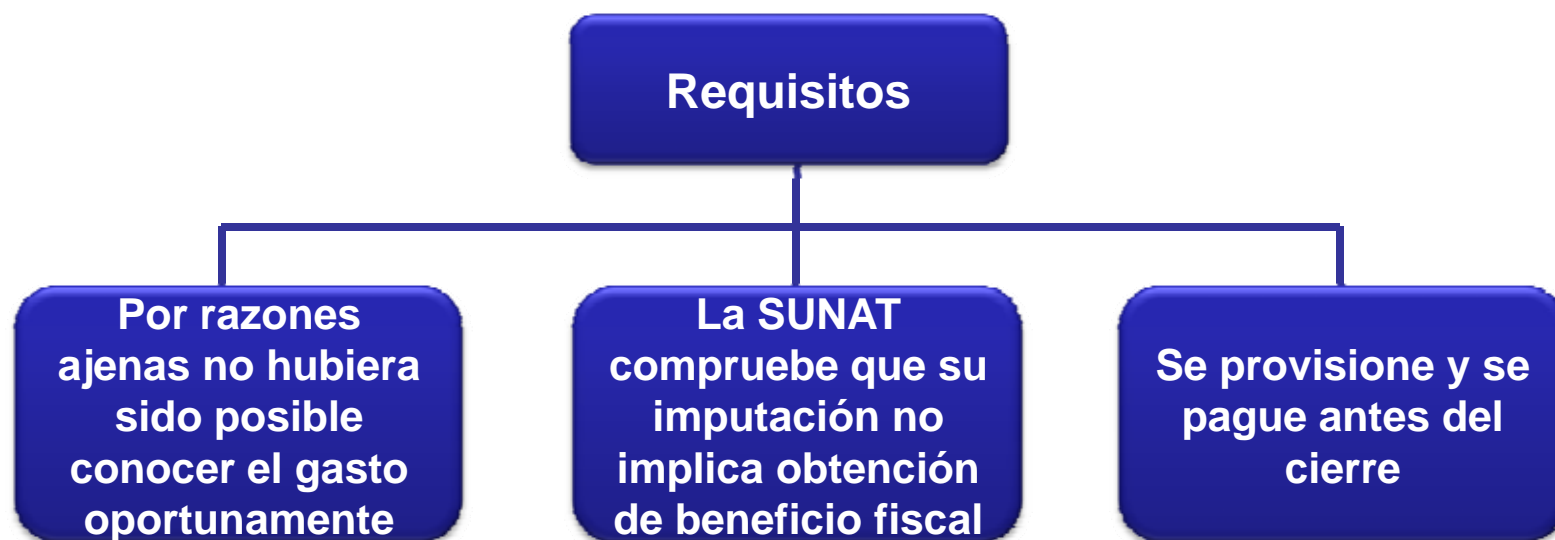 Requisitos
Por razones
ajenas no hubiera
sido posible
conocer el gasto
oportunamente
La SUNAT
compruebe que su
imputación no
implica obtención
de beneficio fiscal
Se provisione y se
pague antes del
cierre